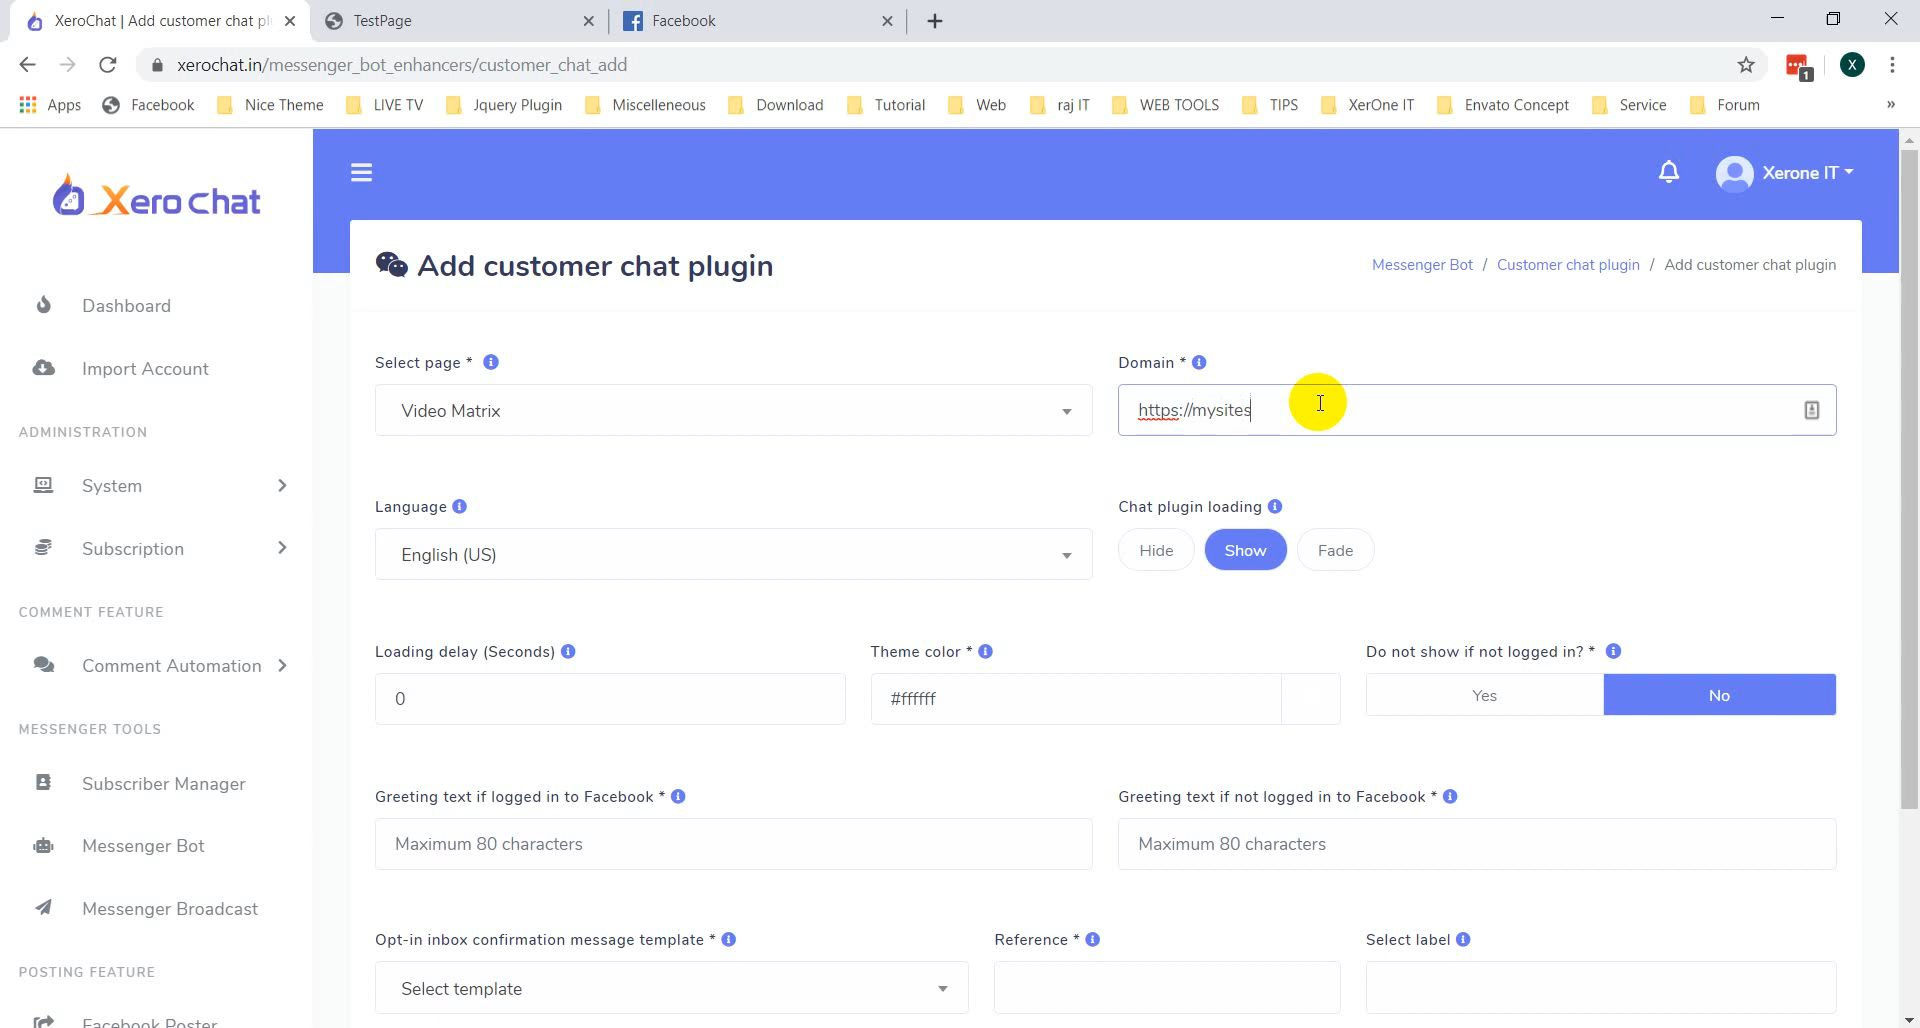 XeroChat | Add customer chat pl
TestPage
Facebook
xerochat.in/messenger_bot_enhancers/customer_chat_add
1
X
Apps
Facebook
Nice Theme
LIVE TV
Jquery Plugin
Miscelleneous
Download
Tutorial
Web
raj IT
WEB TOOLS
TIPS
XerOne IT
Envato Concept
Service
Forum
»
Xero chat
Xerone IT
Add customer chat plugin
Messenger Bot / Customer chat plugin / Add customer chat plugin
Dashboard
Import Account
ADMINISTRATION
System
Subscription
COMMENT FEATURE
Comment Automation
MESSENGER TOOLS
Subscriber Manager
Messenger Bot
Messenger Broadcast
POSTING FEATURE
Facebook Poster
Select page *
Video Matrix
Domain *
https://mysites
Language
English (US)
Chat plugin loading
Hide
Show
Fade
Loading delay (Seconds)
0
Theme color *
#ffffff
Do not show if not logged in? *
Yes
No
Greeting text if logged in to Facebook *
Maximum 80 characters
Greeting text if not logged in to Facebook *
Maximum 80 characters
Opt-in inbox confirmation message template *
Select template
Reference *
Select label